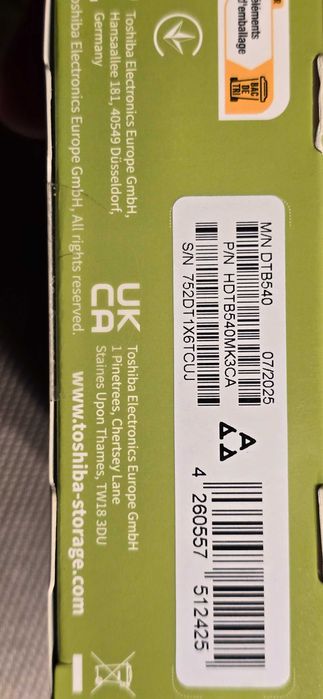 éléments
d'emballage
BAC
DE
TRI
M/N DTB540 07/2025
P/N HDTB540MK3CA
S/N 752DT1X6TCUJ
4 260557 512425
Toshiba Electronics Europe GmbH,
Hansaallee 181, 40549 Düsseldorf,
Germany
UK
CA
Toshiba Electronics Europe GmbH
1 Pinetrees, Chertsey Lane
Staines Upon Thames, TW18 3DU
Toshiba Electronics Europe GmbH, All rights reserved.
www.toshiba-storage.com